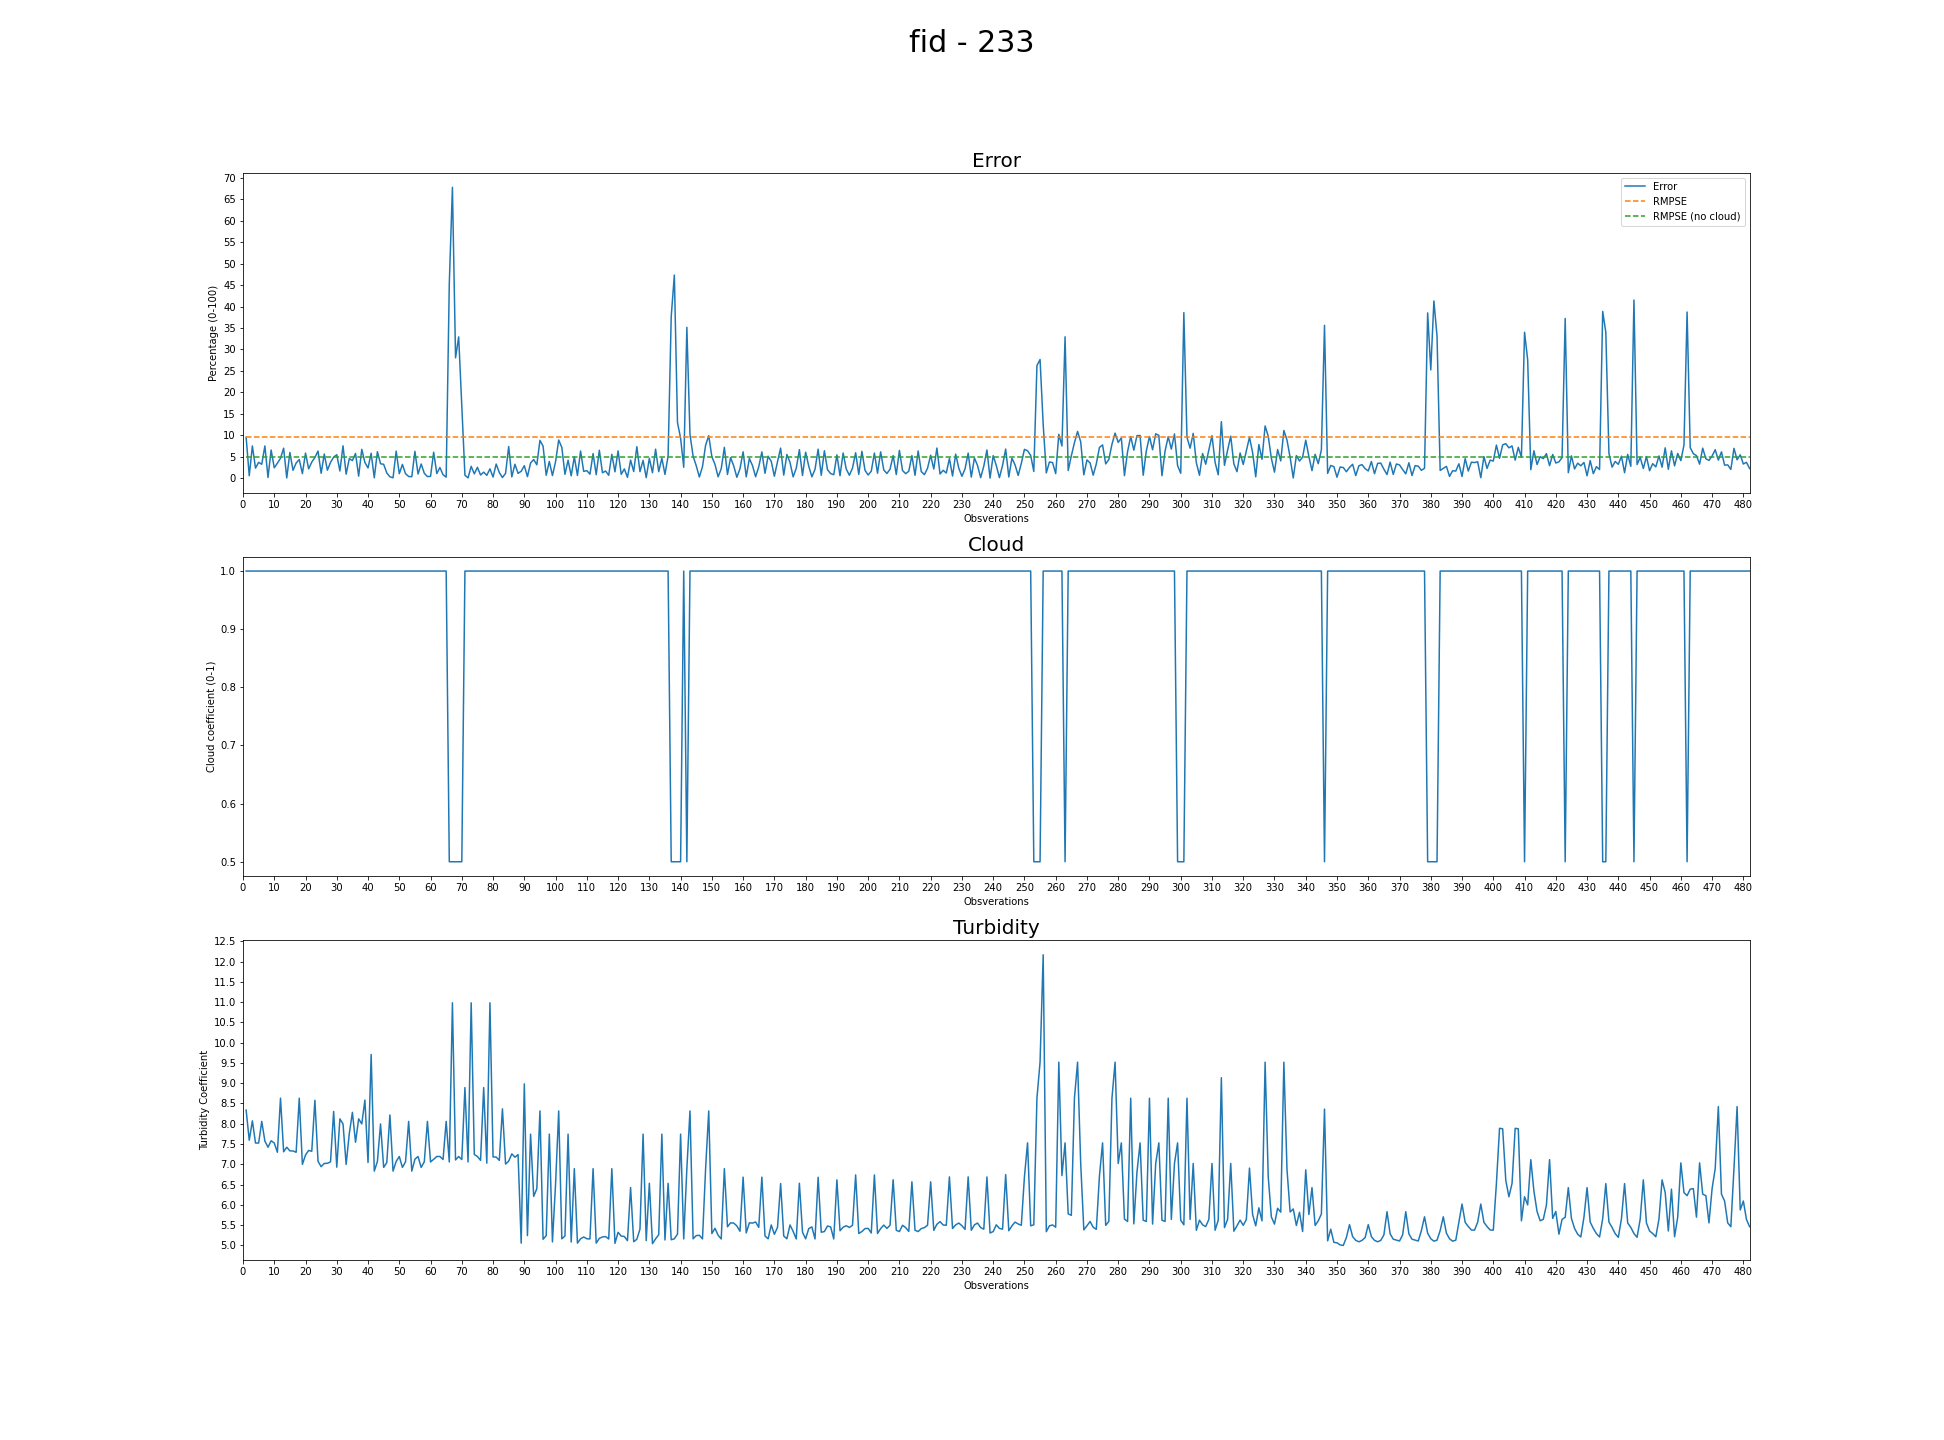 fid - 233
Error
70
65
60
55
50
45
40
35
30
25
20
15
10
5
0
Percentage (0-100)
Error
RMPSE
RMPSE (no cloud)
0 10 20 30 40 50 60 70 80 90 100 110 120 130 140 150 160 170 180 190 200 210 220 230 240 250 260 270 280 290 300 310 320 330 340 350 360 370 380 390 400 410 420 430 440 450 460 470 480
Obsverations
Cloud
1.0
0.9
0.8
0.7
0.6
0.5
Cloud coefficient (0-1)
0 10 20 30 40 50 60 70 80 90 100 110 120 130 140 150 160 170 180 190 200 210 220 230 240 250 260 270 280 290 300 310 320 330 340 350 360 370 380 390 400 410 420 430 440 450 460 470 480
Obsverations
Turbidity
12.5
12.0
11.5
11.0
10.5
10.0
9.5
9.0
8.5
8.0
7.5
7.0
6.5
6.0
5.5
5.0
Turbidity Coefficient
0 10 20 30 40 50 60 70 80 90 100 110 120 130 140 150 160 170 180 190 200 210 220 230 240 250 260 270 280 290 300 310 320 330 340 350 360 370 380 390 400 410 420 430 440 450 460 470 480
Obsverations